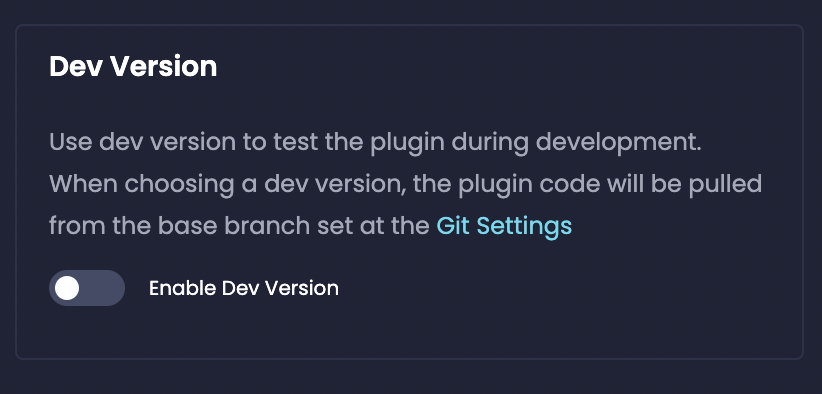 Dev Version
Use dev version to test the plugin during development.
When choosing a dev version, the plugin code will be pulled
from the base branch set at the Git Settings
Enable Dev Version